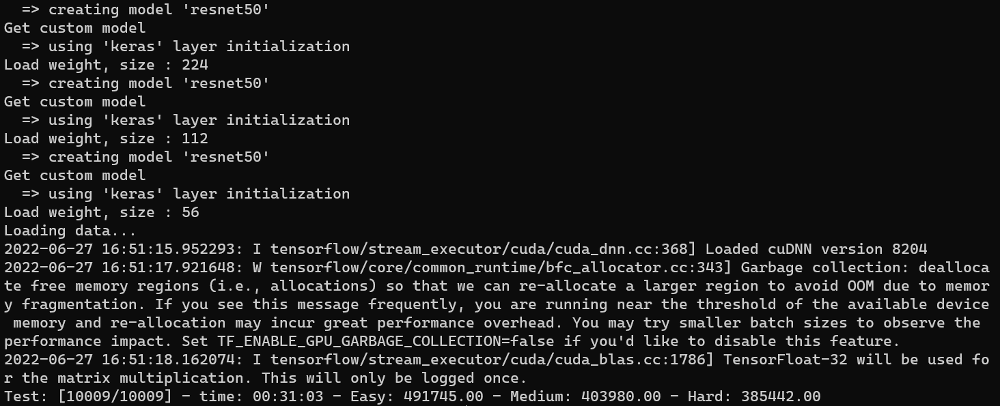 => creating model 'resnet50'
Get custom model
  => using 'keras' layer initialization
Load weight, size : 224
  => creating model 'resnet50'
Get custom model
  => using 'keras' layer initialization
Load weight, size : 112
  => creating model 'resnet50'
Get custom model
  => using 'keras' layer initialization
Load weight, size : 56
Loading data...
2022-06-27 16:51:15.952293: I tensorflow/stream_executor/cuda/cuda_dnn.cc:368] Loaded cuDNN version 8204
2022-06-27 16:51:17.921648: W tensorflow/core/common_runtime/bfc_allocator.cc:343] Garbage collection: dealloca
te free memory regions (i.e., allocations) so that we can re-allocate a larger region to avoid OOM due to memor
y fragmentation. If you see this message frequently, you are running near the threshold of the available device
 memory and re-allocation may incur great performance overhead. You may try smaller batch sizes to observe the
performance impact. Set TF_ENABLE_GPU_GARBAGE_COLLECTION=false if you'd like to disable this feature.
2022-06-27 16:51:18.162074: I tensorflow/stream_executor/cuda/cuda_blas.cc:1786] TensorFloat-32 will be used fo
r the matrix multiplication. This will only be logged once.
Test: [10009/10009] - time: 00:31:03 - Easy: 491745.00 - Medium: 403980.00 - Hard: 385442.00